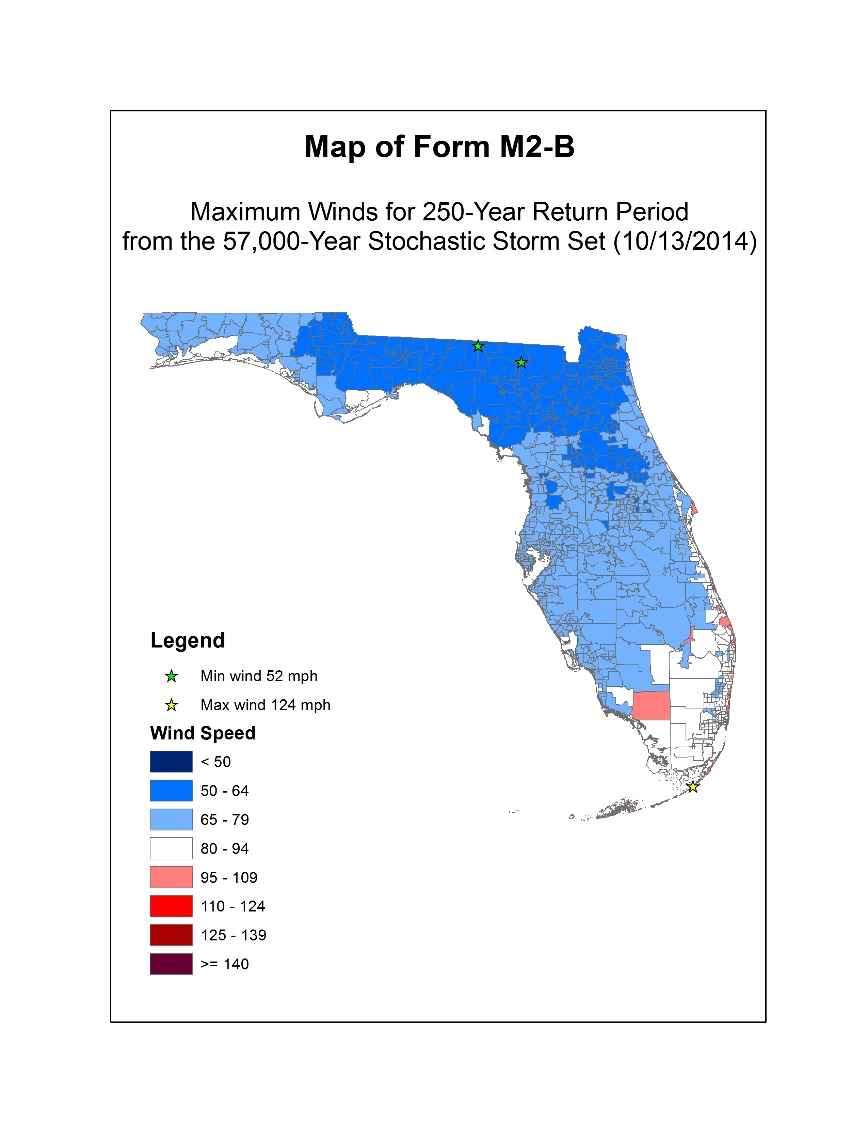 Map of Form M2-B
Maximum Winds for 250-Year Return Period
from the 57,000-Year Stochastic Storm Set (10/13/2014)
Legend
Min wind 52 mph
Max wind 124 mph
Wind Speed
< 50
50 - 64
65 - 79
80 - 94
95 - 109
110 - 124
125 - 139
>= 140